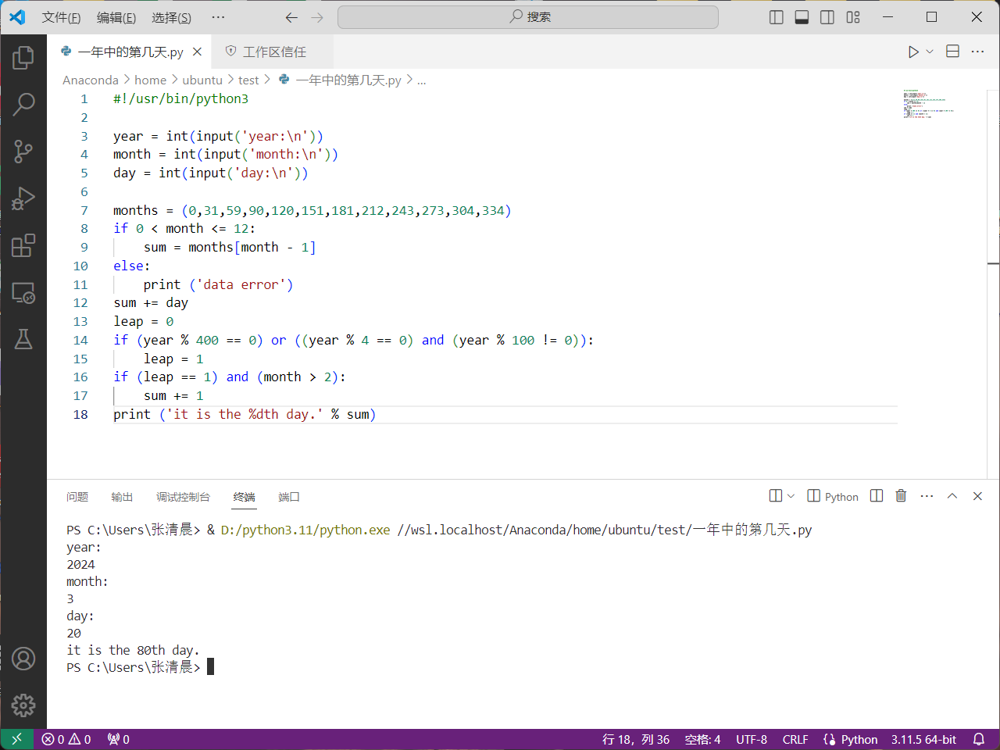 文件(F) 编辑(E) 选择(S) ··· 搜索
一年中的第几天.py 工作区信任
Anaconda > home > ubuntu > test > 一年中的第几天.py > ...
1 #!/usr/bin/python3
2
3 year = int(input('year:\n'))
4 month = int(input('month:\n'))
5 day = int(input('day:\n'))
6
7 months = (0,31,59,90,120,151,181,212,243,273,304,334)
8 if 0 < month <= 12:
9     sum = months[month - 1]
10 else:
11     print ('data error')
12 sum += day
13 leap = 0
14 if (year % 400 == 0) or ((year % 4 == 0) and (year % 100 != 0)):
15     leap = 1
16 if (leap == 1) and (month > 2):
17     sum += 1
18 print ('it is the %dth day.' % sum)
问题 输出 调试控制台 终端 端口 Python
PS C:\Users\张清晨> & D:/python3.11/python.exe //wsl.localhost/Anaconda/home/ubuntu/test/一年中的第几天.py
year:
2024
month:
3
day:
20
it is the 80th day.
PS C:\Users\张清晨>
0 0 0 行 18，列 36 空格: 4 UTF-8 CRLF Python 3.11.5 64-bit